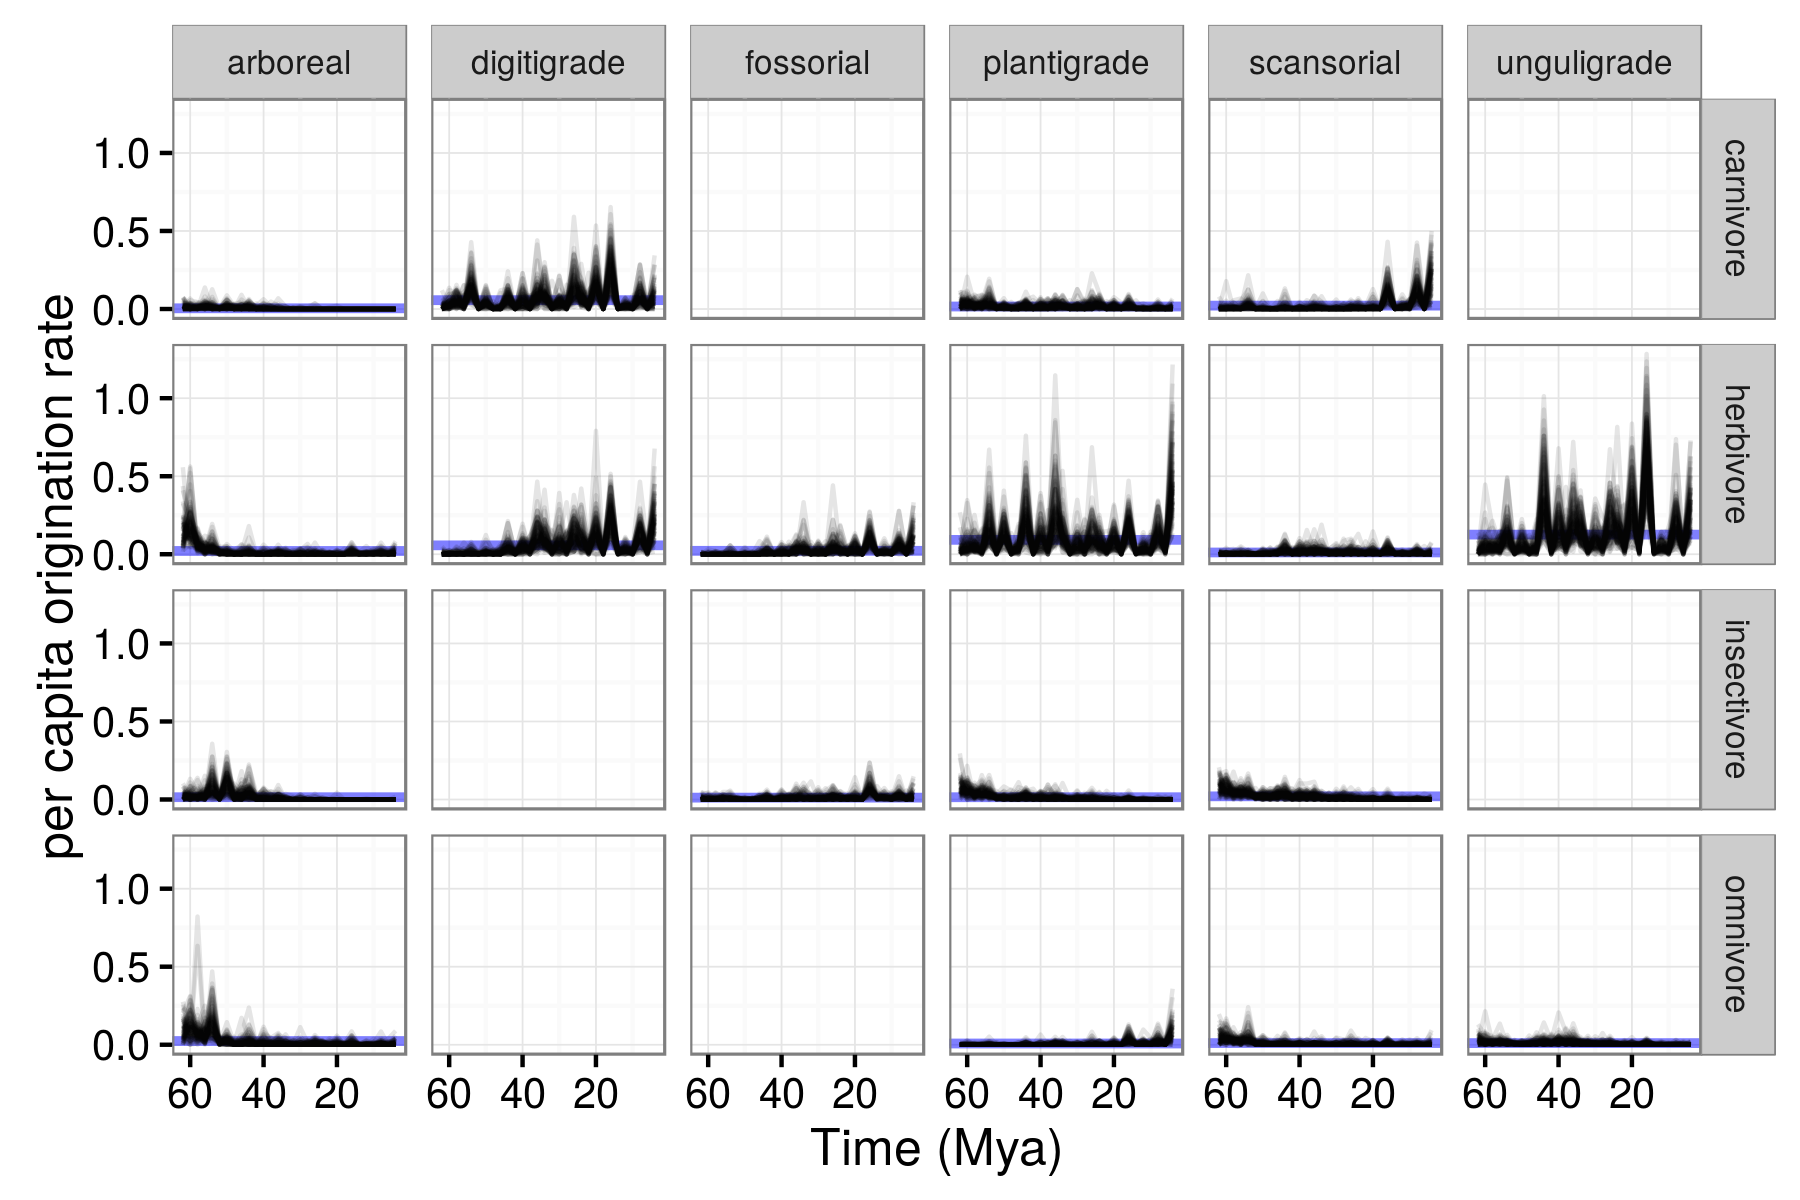 arboreal digitigrade fossorial plantigrade scansorial unguligrade
per capita origination rate
1.0
0.5
0.0
carnivore
1.0
0.5
0.0
herbivore
1.0
0.5
0.0
insectivore
1.0
0.5
0.0
omnivore
60 40 20 60 40 20 60 40 20 60 40 20 60 40 20 60 40 20
Time (Mya)